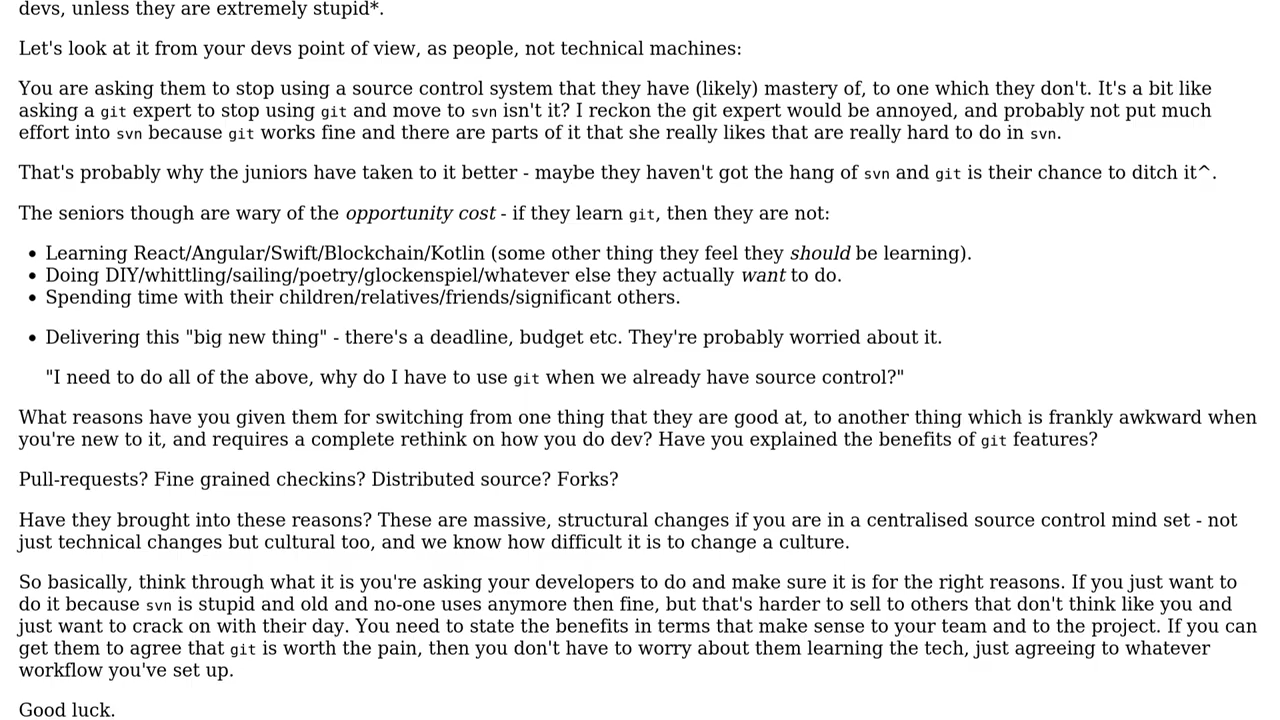 devs, unless they are extremely stupid*.
Let's look at it from your devs point of view, as people, not technical machines:
You are asking them to stop using a source control system that they have (likely) mastery of, to one which they don't. It's a bit like
asking a git expert to stop using git and move to svn isn't it? I reckon the git expert would be annoyed, and probably not put much
effort into svn because git works fine and there are parts of it that she really likes that are really hard to do in svn.
That's probably why the juniors have taken to it better - maybe they haven't got the hang of svn and git is their chance to ditch it^.
The seniors though are wary of the opportunity cost - if they learn git, then they are not:
• Learning React/Angular/Swift/Blockchain/Kotlin (some other thing they feel they should be learning).
• Doing DIY/whittling/sailing/poetry/glockenspiel/whatever else they actually want to do.
• Spending time with their children/relatives/friends/significant others.
• Delivering this "big new thing" - there's a deadline, budget etc. They're probably worried about it.
"I need to do all of the above, why do I have to use git when we already have source control?"
What reasons have you given them for switching from one thing that they are good at, to another thing which is frankly awkward when
you're new to it, and requires a complete rethink on how you do dev? Have you explained the benefits of git features?
Pull-requests? Fine grained checkins? Distributed source? Forks?
Have they brought into these reasons? These are massive, structural changes if you are in a centralised source control mind set - not
just technical changes but cultural too, and we know how difficult it is to change a culture.
So basically, think through what it is you're asking your developers to do and make sure it is for the right reasons. If you just want to
do it because svn is stupid and old and no-one uses anymore then fine, but that's harder to sell to others that don't think like you and
just want to crack on with their day. You need to state the benefits in terms that make sense to your team and to the project. If you can
get them to agree that git is worth the pain, then you don't have to worry about them learning the tech, just agreeing to whatever
workflow you've set up.
Good luck.